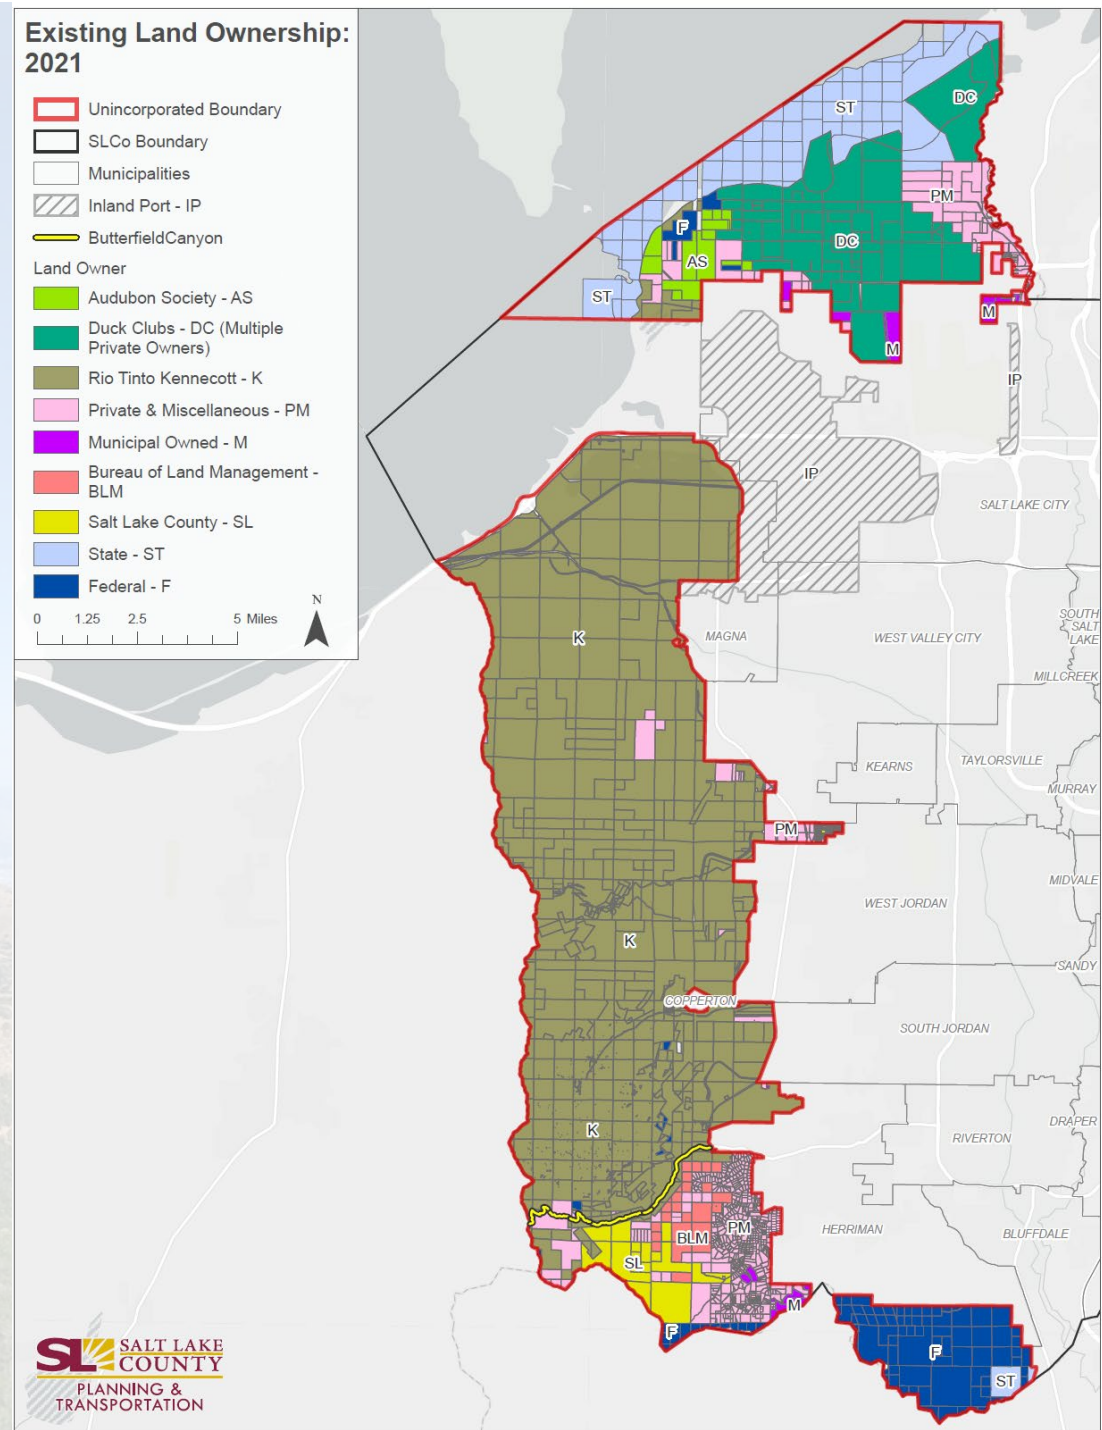 Existing Land Ownership:
2021
Unincorporated Boundary
SLCo Boundary
Municipalities
Inland Port - IP
ButterfieldCanyon
Land Owner
Audubon Society - AS
Duck Clubs - DC (Multiple
Private Owners)
Rio Tinto Kennecott - K
Private & Miscellaneous - PM
Municipal Owned - M
Bureau of Land Management -
BLM
Salt Lake County - SL
State - ST
Federal - F
0 1.25 2.5 5 Miles
N
DC
ST
PM
F
DC
AS
ST
M
M
IP
IP
SALT LAKE CITY
SOUTH
SALT
LAKE
K
MAGNA
WEST VALLEY CITY
MILLCREEK
KEARNS
TAYLORSVILLE
MURRAY
PM
MIDVALE
WEST JORDAN
K
SANDY
COPPERTON
SOUTH JORDAN
DRAPER
K
RIVERTON
PM
HERRIMAN
BLUFFDALE
BLM
SL
M
F
F
ST
SL SALT LAKE
COUNTY
PLANNING &
TRANSPORTATION